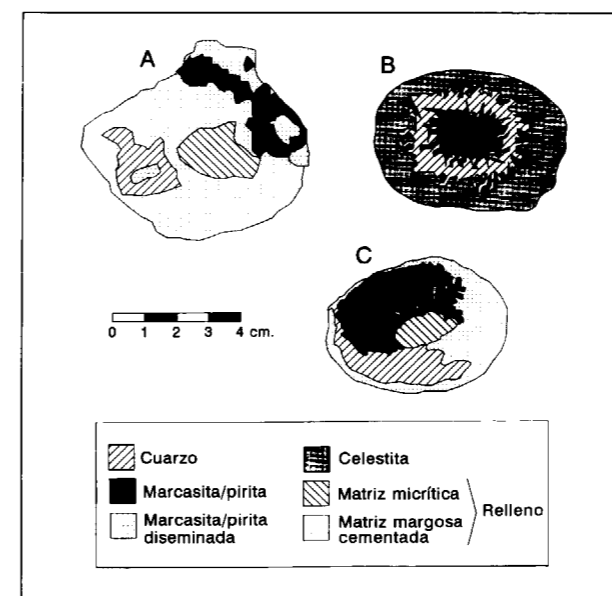 A
B
C
0 1 2 3 4 cm.
Cuarzo
Celestita
Marcasita/pirita
Matriz micrítica
Relleno
Marcasita/pirita
diseminada
Matriz margosa
cementada